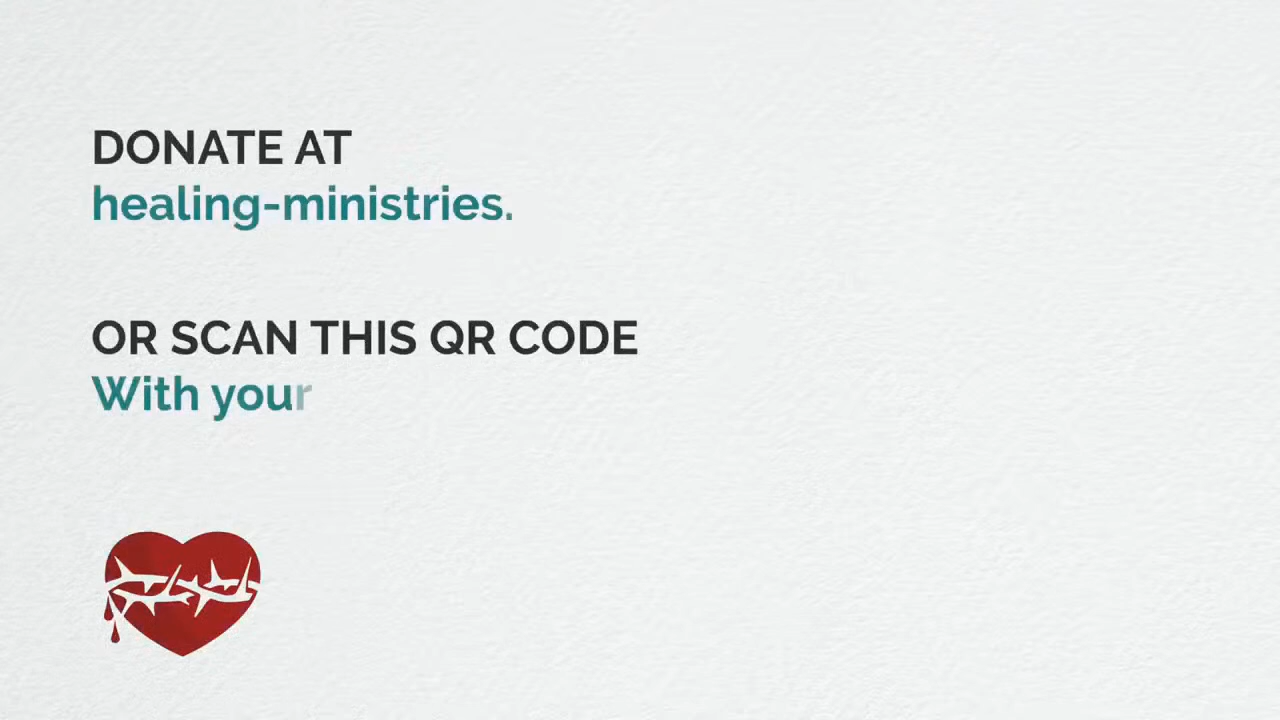 DONATE AT
healing-ministries.
OR SCAN THIS QR CODE
With your